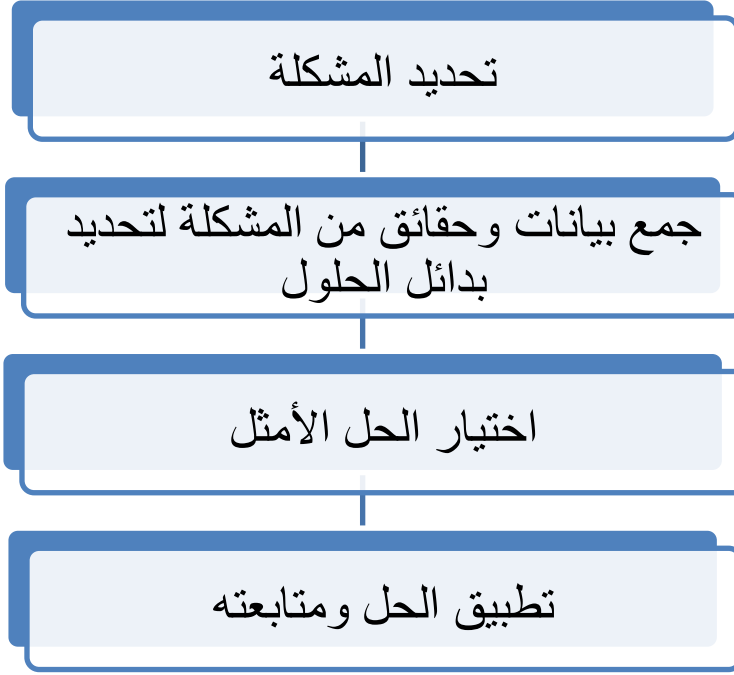 تحديد المشكلة
جمع بيانات وحقائق من المشكلة لتحديد
بدائل الحلول
اختيار الحل الأمثل
تطبيق الحل ومتابعته